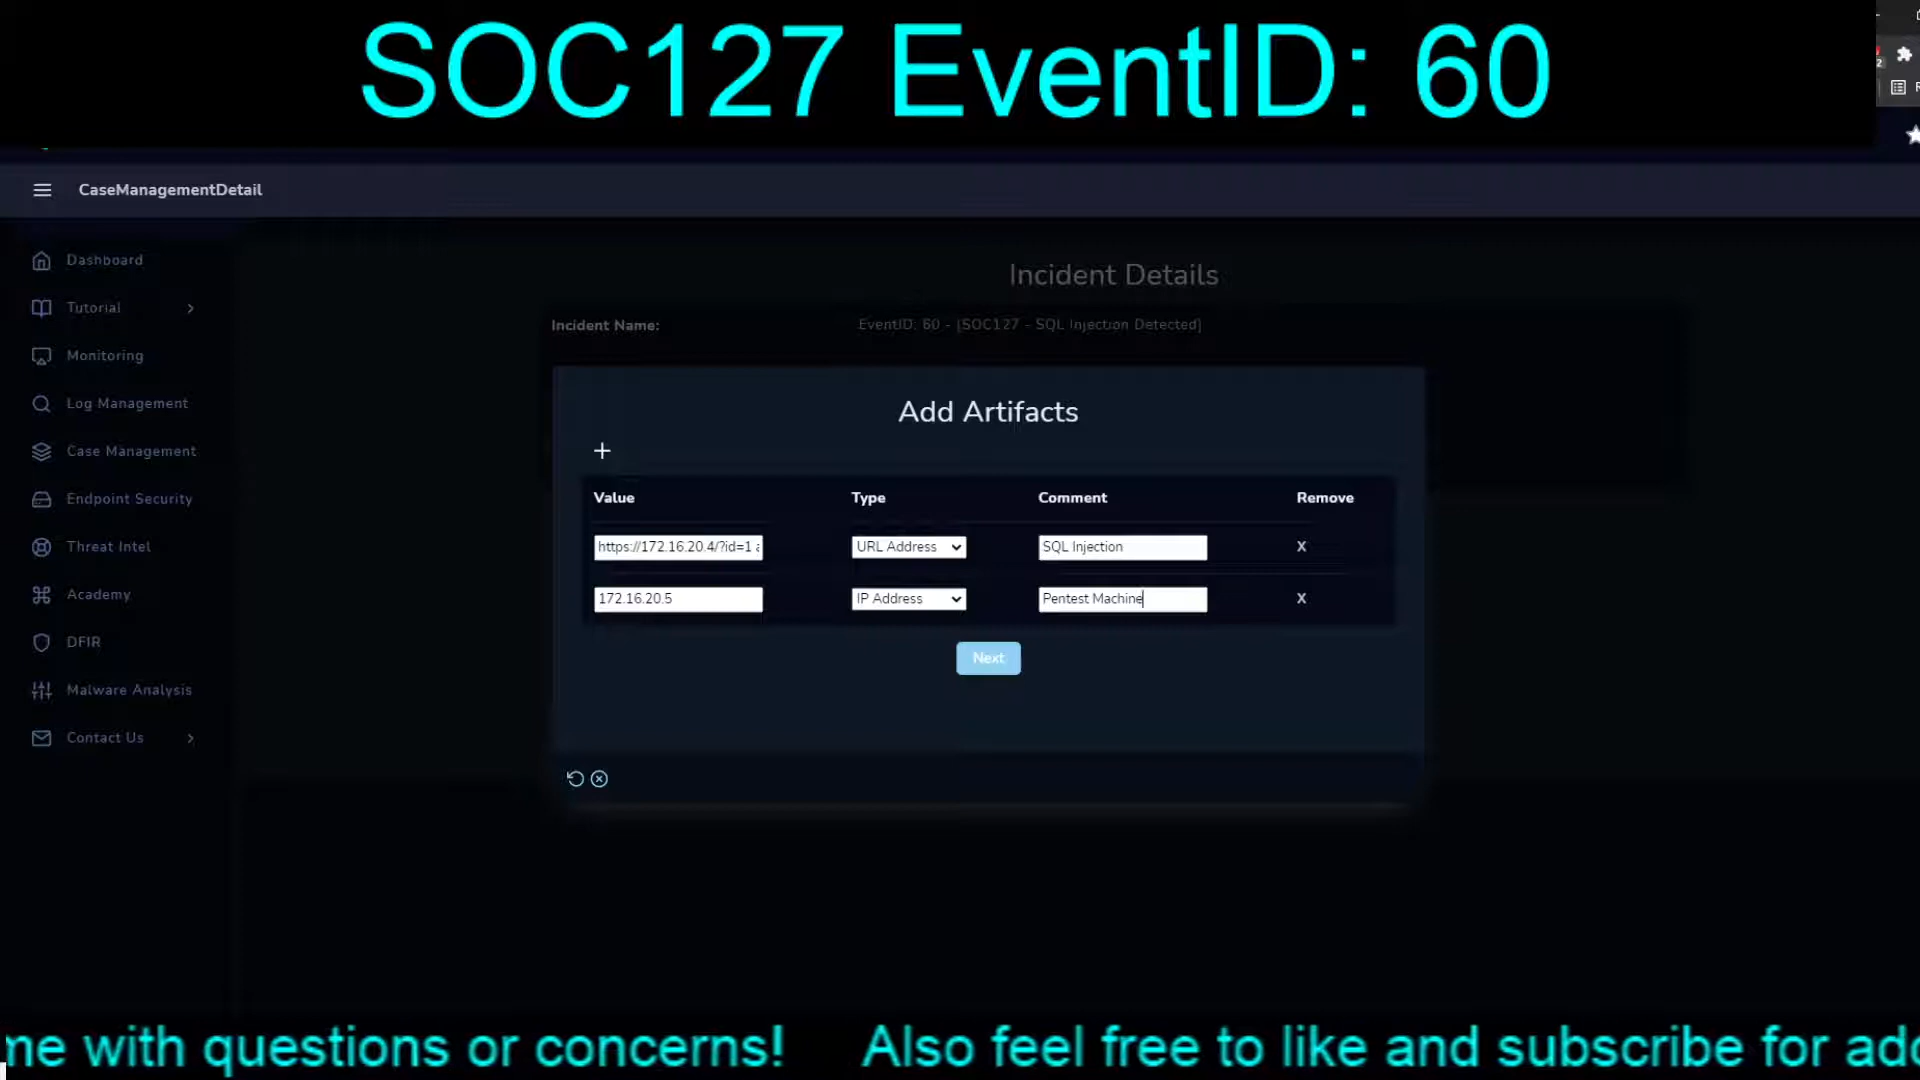 SOC127 EventID: 60
CaseManagementDetail
Dashboard
Tutorial
Monitoring
Log Management
Case Management
Endpoint Security
Threat Intel
Academy
DFIR
Malware Analysis
Contact Us
Incident Details
Incident Name: EventID: 60 - [SOC127 - SQL Injection Detected]
Add Artifacts
+
Value Type Comment Remove
https://172.16.20.4/?id=1 URL Address SQL Injection X
172.16.20.5 IP Address Pentest Machine X
Next
me with questions or concerns! Also feel free to like and subscribe for